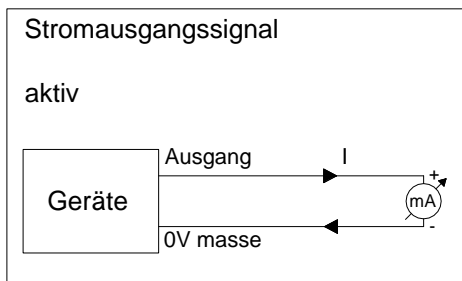 Stromausgangssignal
aktiv
Ausgang I
+
Geräte mA
-
0V masse